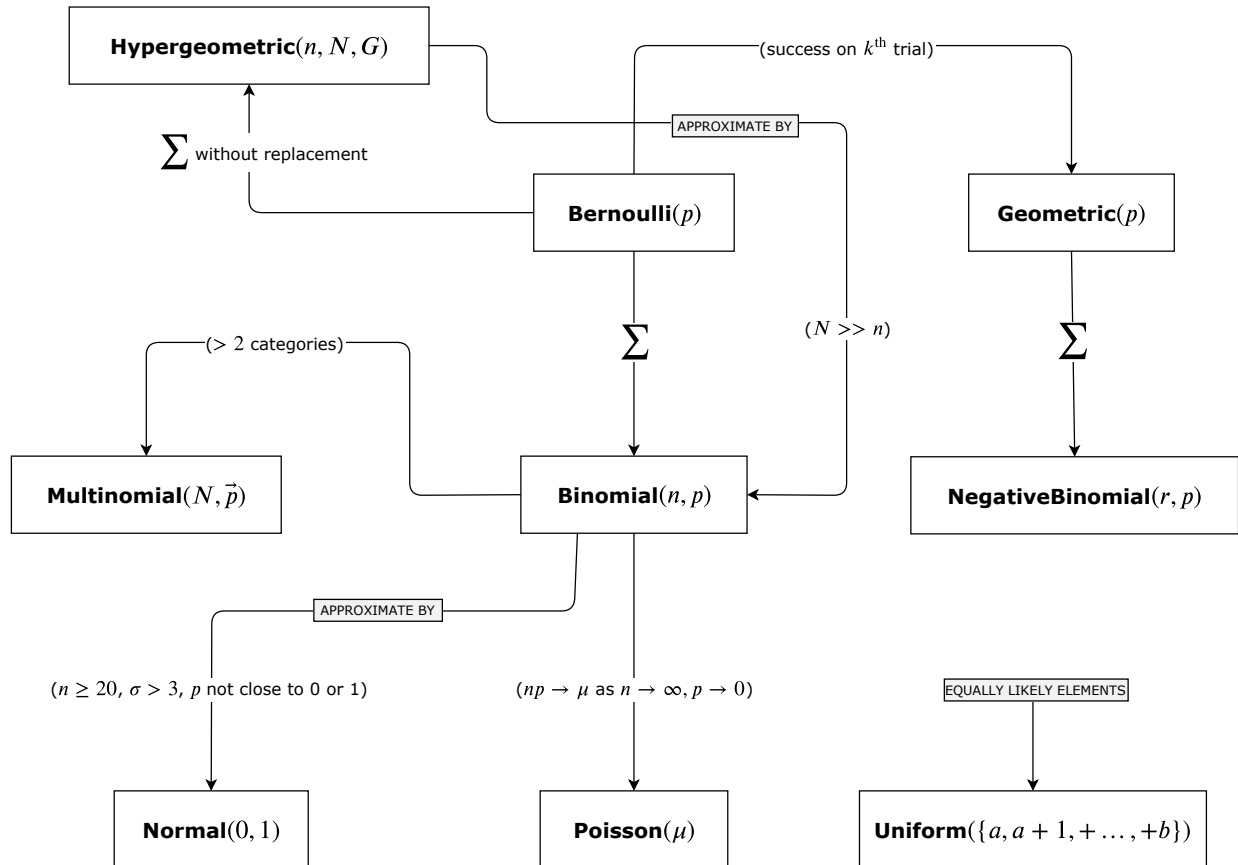 Hypergeometric(n, N, G)
(success on kᵗʰ trial)
APPROXIMATE BY
∑ without replacement
Bernoulli(p)
Geometric(p)
(N >> n)
(> 2 categories)
∑
∑
Multinomial(N, p⃗)
Binomial(n, p)
NegativeBinomial(r, p)
APPROXIMATE BY
(n ≥ 20, σ > 3, p not close to 0 or 1)
(np → μ as n → ∞, p → 0)
EQUALLY LIKELY ELEMENTS
Normal(0, 1)
Poisson(μ)
Uniform({a, a + 1, + … , +b})